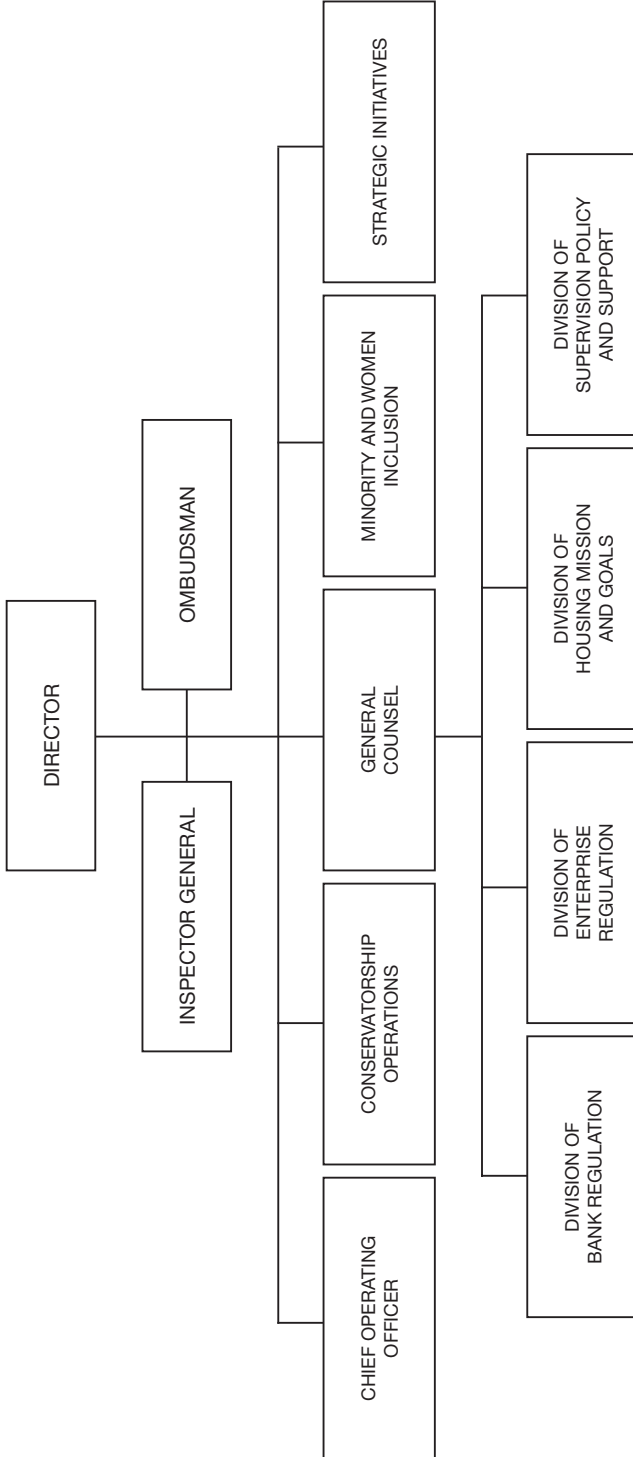 DIRECTOR
INSPECTOR GENERAL
OMBUDSMAN
CHIEF OPERATING
OFFICER
CONSERVATORSHIP
OPERATIONS
GENERAL
COUNSEL
MINORITY AND WOMEN
INCLUSION
STRATEGIC INITIATIVES
DIVISION OF
BANK REGULATION
DIVISION OF
ENTERPRISE
REGULATION
DIVISION OF
HOUSING MISSION
AND GOALS
DIVISION OF
SUPERVISION POLICY
AND SUPPORT